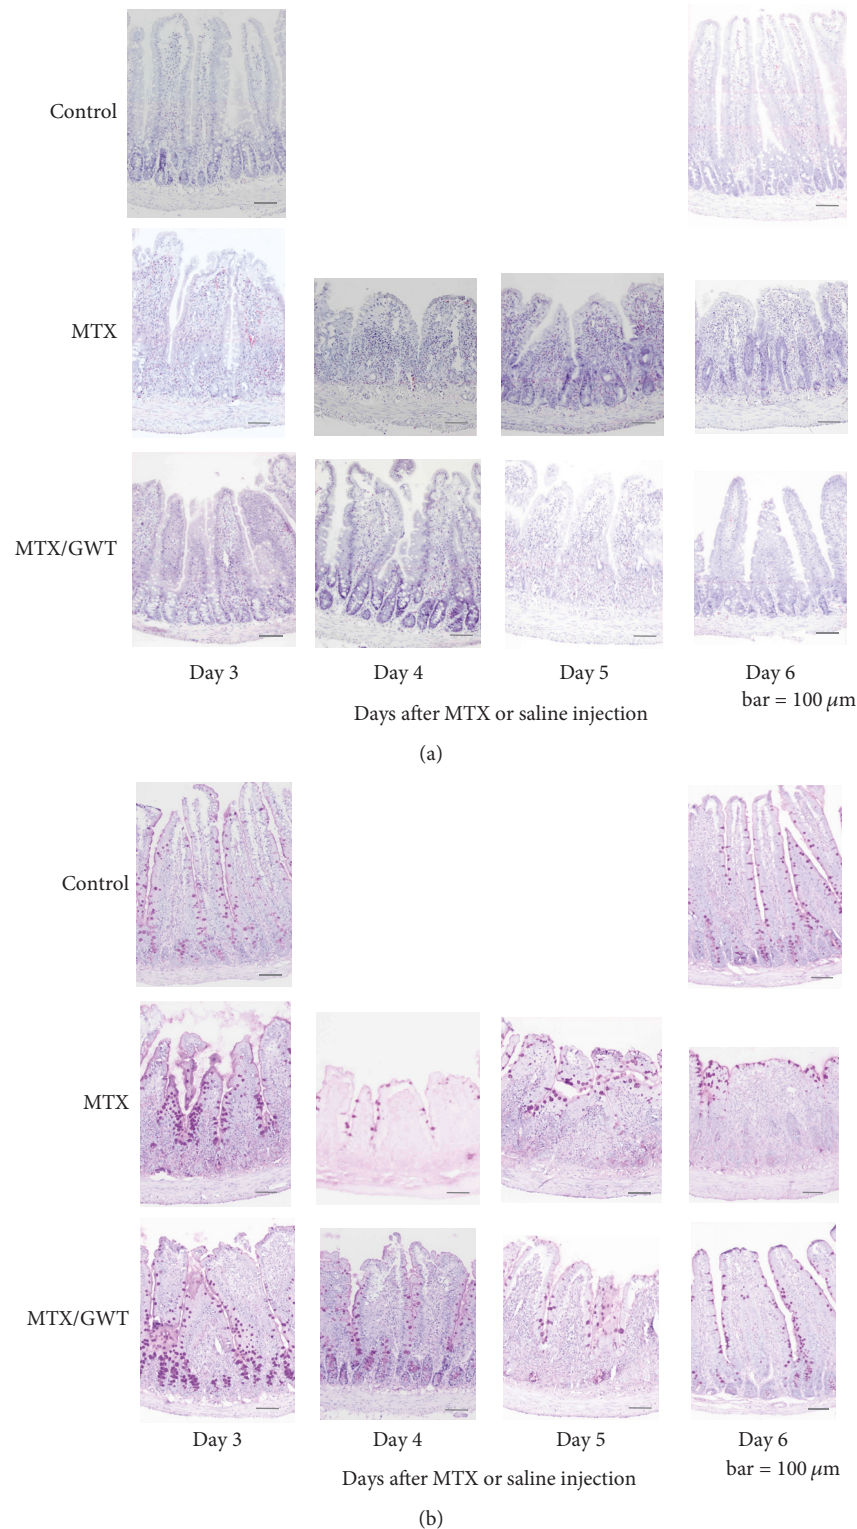 Control
MTX
MTX/GWT
Day 3 Day 4 Day 5 Day 6
bar = 100 μm
Days after MTX or saline injection
(a)
Control
MTX
MTX/GWT
Day 3 Day 4 Day 5 Day 6
bar = 100 μm
Days after MTX or saline injection
(b)